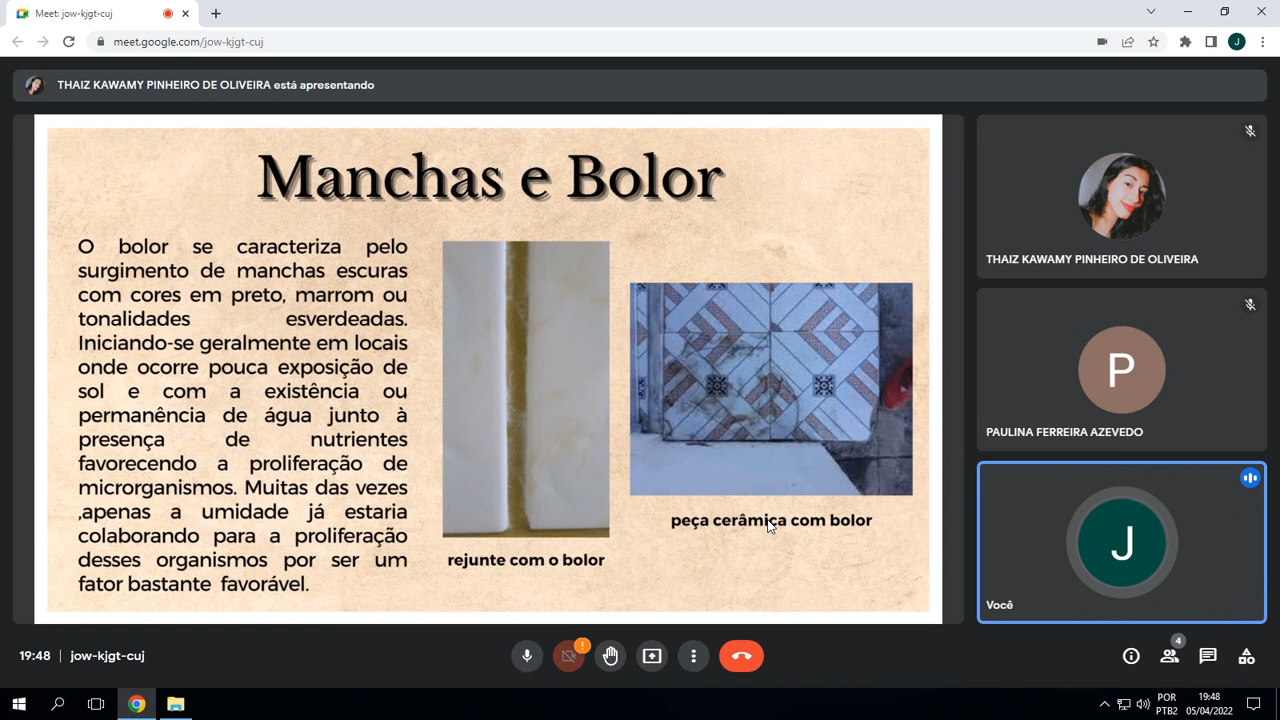 Meet: jow-kjgt-cuj
meet.google.com/jow-kjgt-cuj
J
THAIZ KAWAMY PINHEIRO DE OLIVEIRA está apresentando
Manchas e Bolor
O bolor se caracteriza pelo
surgimento de manchas escuras
com cores em preto, marrom ou
tonalidades esverdeadas.
Iniciando-se geralmente em locais
onde ocorre pouca exposição de
sol e com a existência ou
permanência de água junto à
presença de nutrientes
favorecendo a proliferação de
microrganismos. Muitas das vezes
,apenas a umidade já estaria
colaborando para a proliferação
desses organismos por ser um
fator bastante favorável.
rejunte com o bolor
peça cerâmica com bolor
THAIZ KAWAMY PINHEIRO DE OLIVEIRA
P
PAULINA FERREIRA AZEVEDO
J
Você
19:48 | jow-kjgt-cuj
!
4
POR
PTB2
19:48
05/04/2022